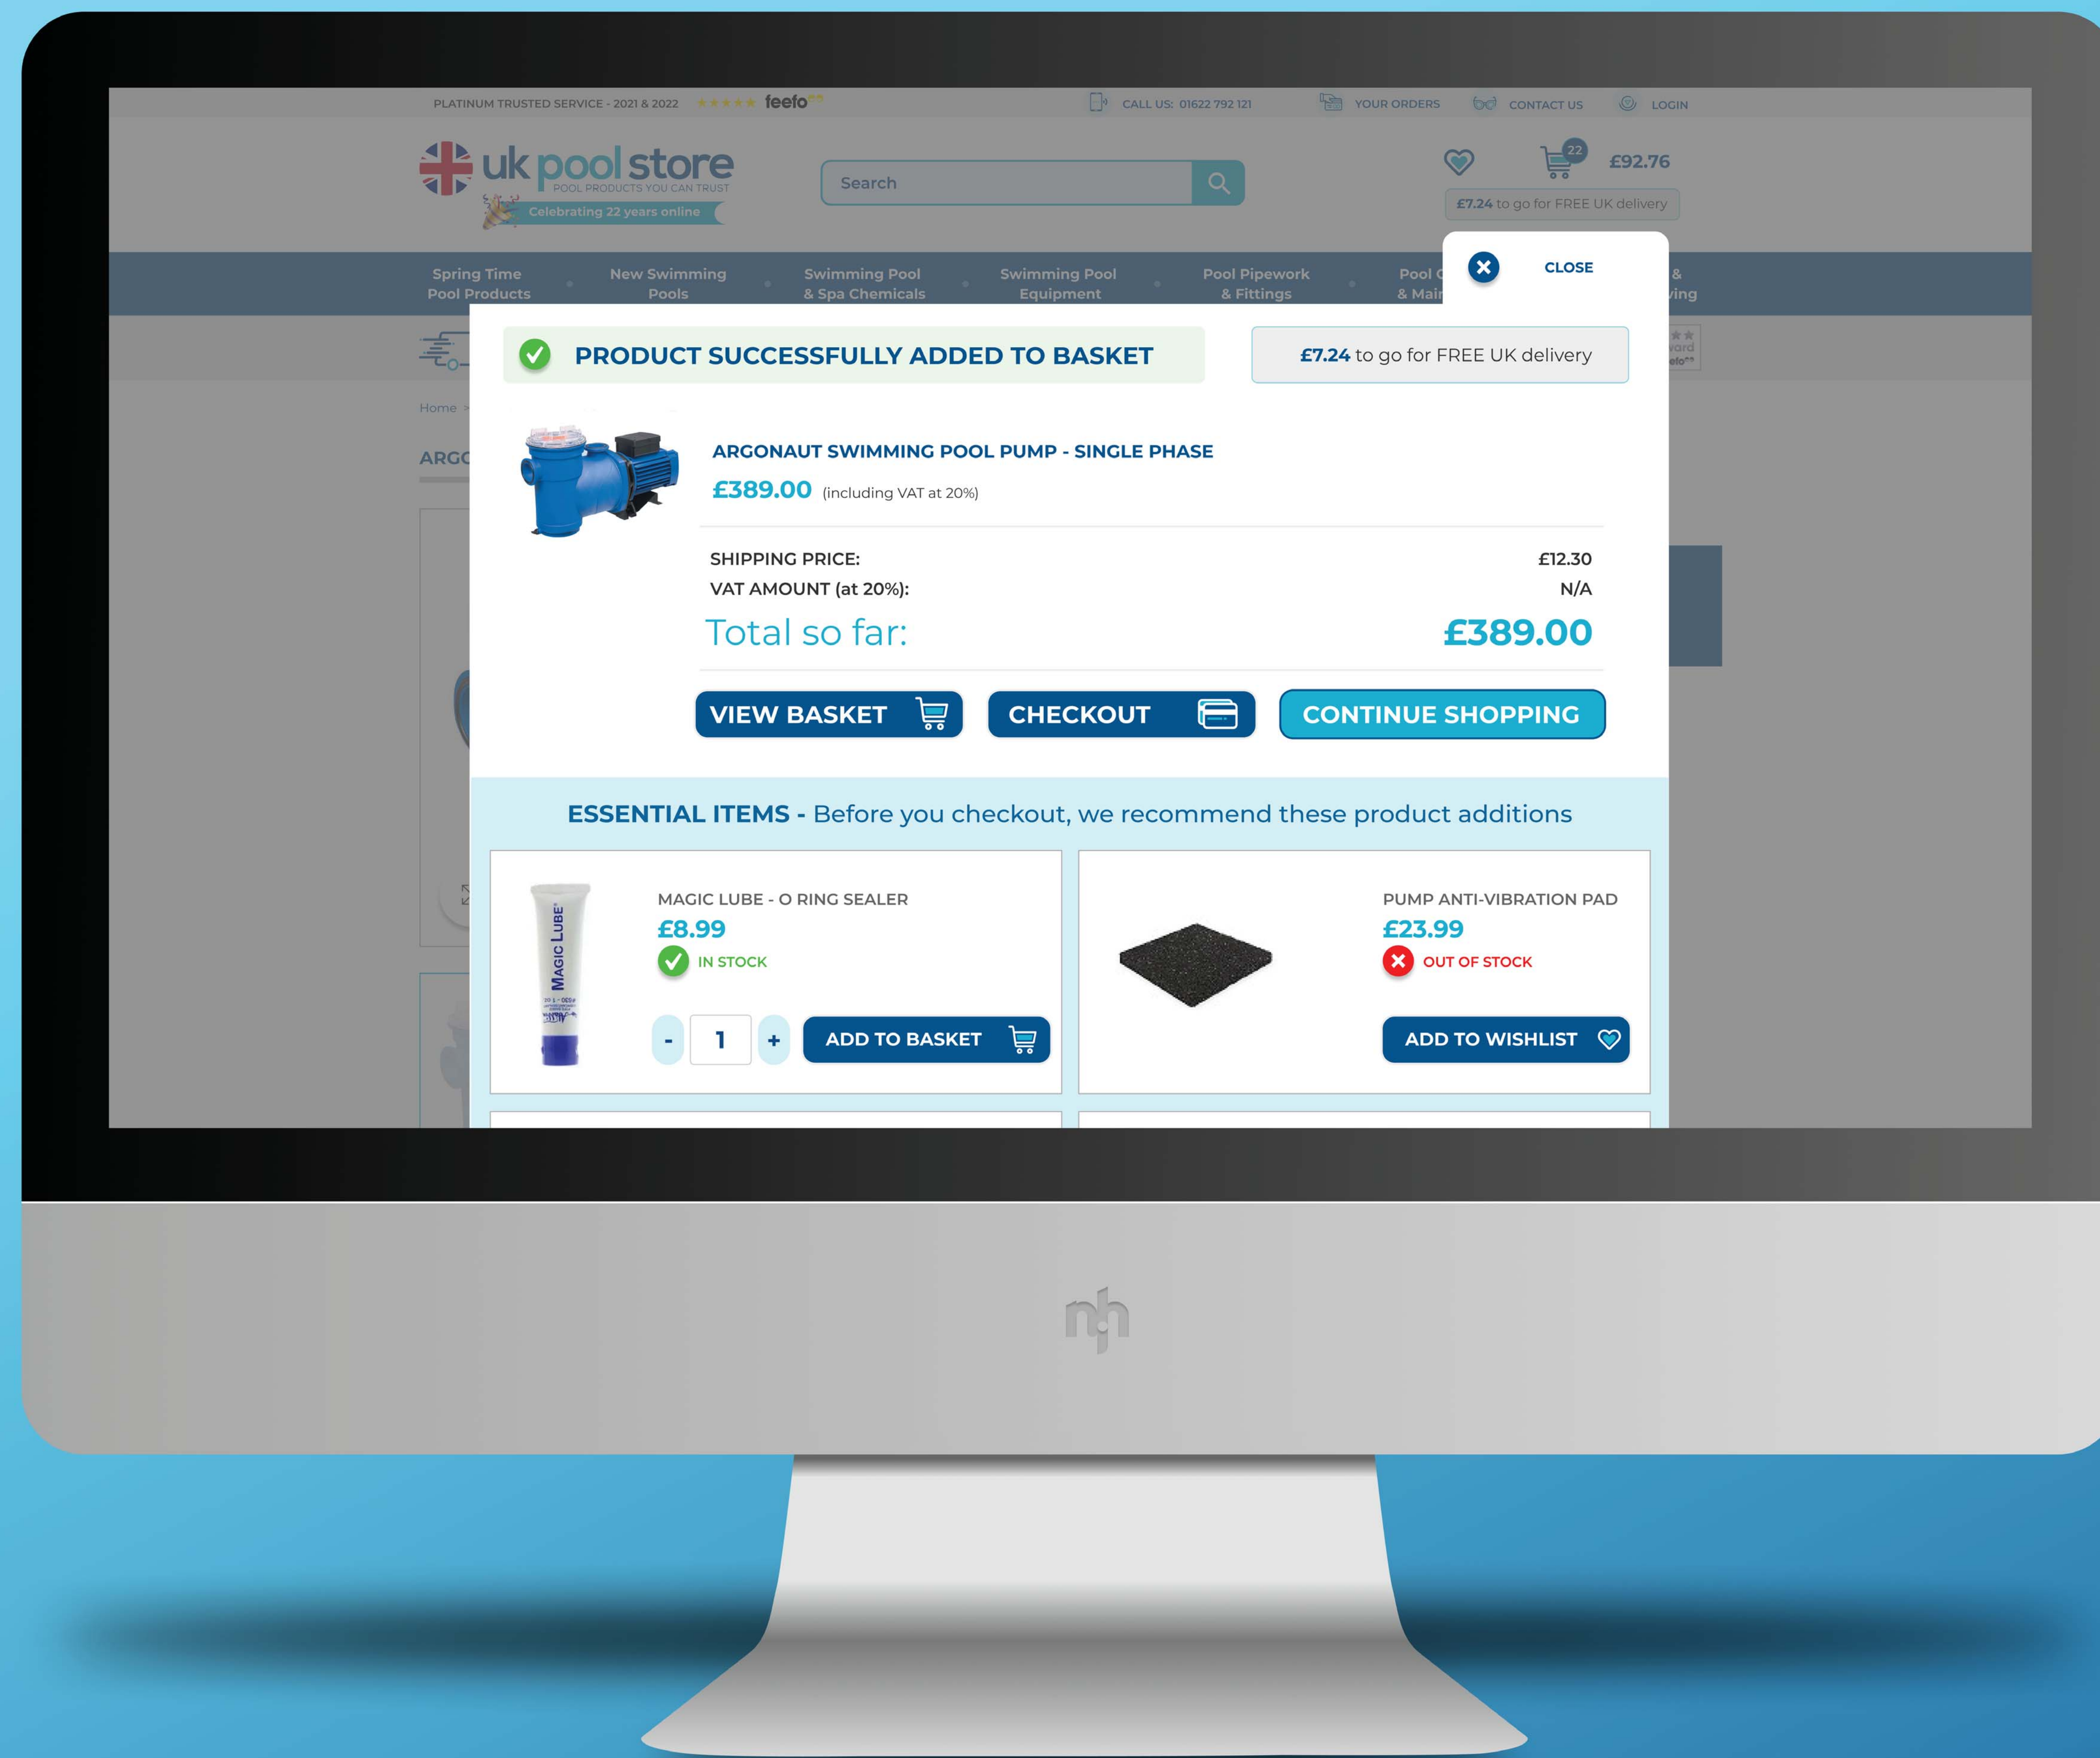 PLATINUM TRUSTED SERVICE - 2021 & 2022 feefo
CALL US: 01622 792 121
YOUR ORDERS
CONTACT US
LOGIN
uk pool store
POOL PRODUCTS YOU CAN TRUST
Celebrating 22 years online
Search
22
£92.76
£7.24 to go for FREE UK delivery
CLOSE
Spring Time
Pool Products
New Swimming
Pools
Swimming Pool
& Spa Chemicals
Swimming Pool
Equipment
Pool Pipework
& Fittings
Pool
&
&
PRODUCT SUCCESSFULLY ADDED TO BASKET
£7.24 to go for FREE UK delivery
Home >
ARGONAUT SWIMMING POOL PUMP - SINGLE PHASE
£389.00 (including VAT at 20%)
SHIPPING PRICE: £12.30
VAT AMOUNT (at 20%): N/A
Total so far: £389.00
VIEW BASKET
CHECKOUT
CONTINUE SHOPPING
ESSENTIAL ITEMS - Before you checkout, we recommend these product additions
MAGIC LUBE
MAGIC LUBE - O RING SEALER
£8.99
IN STOCK
- 1 +
ADD TO BASKET
PUMP ANTI-VIBRATION PAD
£23.99
OUT OF STOCK
ADD TO WISHLIST